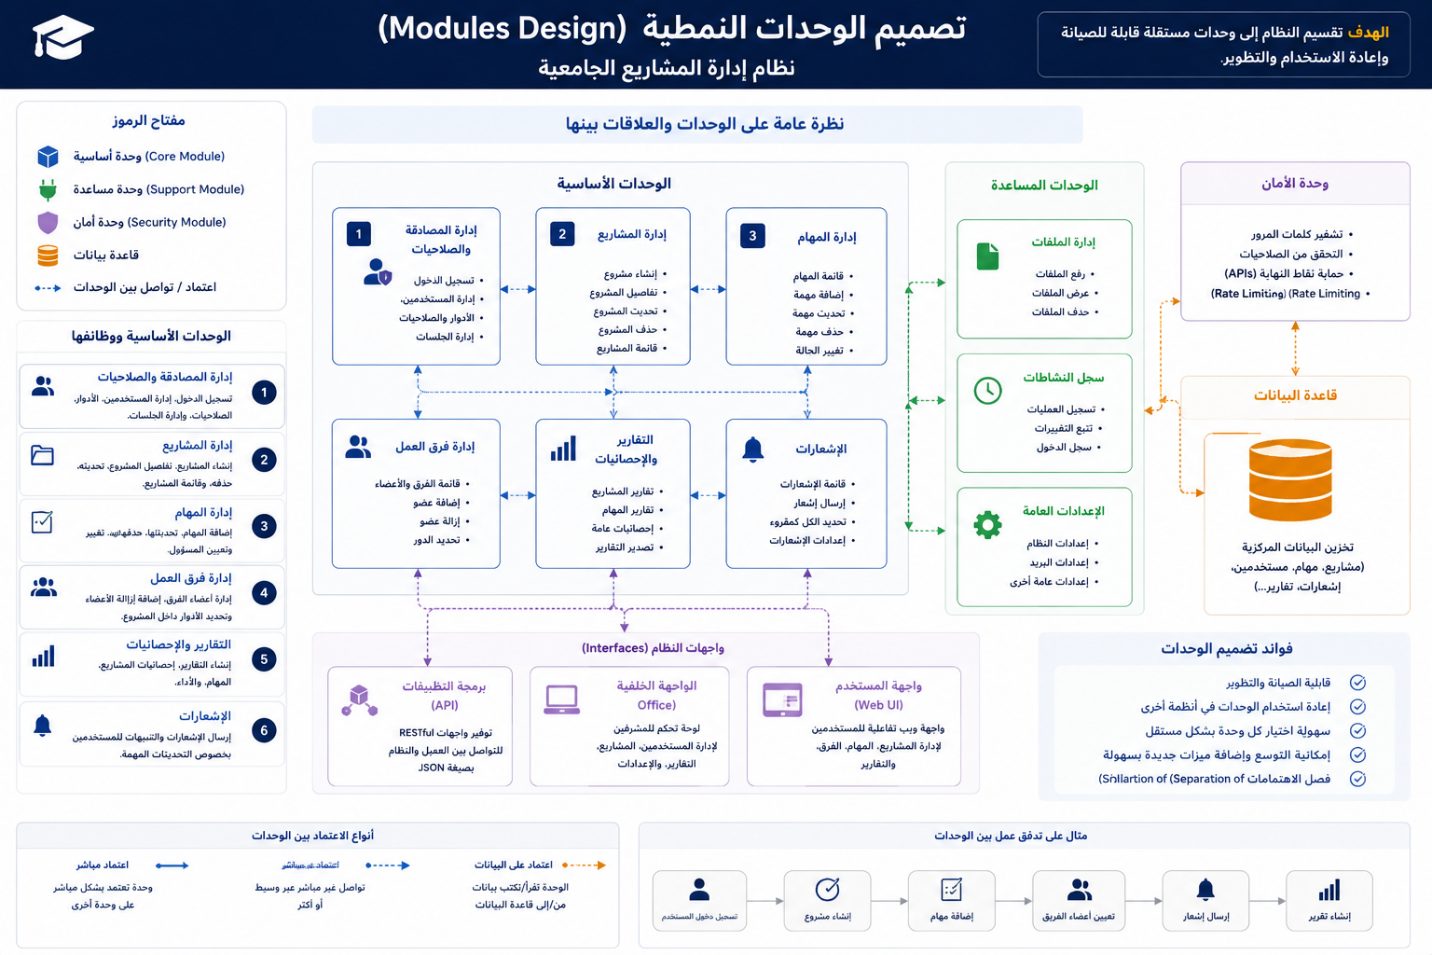 تصميم الوحدات النمطية (Modules Design)
نظام إدارة المشاريع الجامعية
الهدف تقسيم النظام إلى وحدات مستقلة قابلة للصيانة
وإعادة الاستخدام والتطوير.
مفتاح الرموز
وحدة أساسية (Core Module)
وحدة مساعدة (Support Module)
وحدة أمان (Security Module)
قاعدة بيانات
اعتماد / تواصل بين الوحدات
نظرة عامة على الوحدات والعلاقات بينها
الوحدات الأساسية
1
إدارة المصادقة
والصلاحيات
• تسجيل الدخول
• إدارة المستخدمين،
• الأدوار والصلاحيات
• إدارة الجلسات
2
إدارة المشاريع
• إنشاء مشروع
• تفاصيل المشروع
• تحديث المشروع
• حذف المشروع
• قائمة المشاريع
3
إدارة المهام
• قائمة المهام
• إضافة مهمة
• تحديث مهمة
• حذف مهمة
• تغيير الحالة
إدارة فرق العمل
• قائمة الفرق والأعضاء
• إضافة عضو
• إزالة عضو
• تحديد الدور
التقارير
والإحصائيات
• تقارير المشاريع
• تقارير المهام
• إحصائيات عامة
• تصدير التقارير
الإشعارات
• قائمة الإشعارات
• إرسال إشعار
• تحديد الكل كمقروء
• إعدادات الإشعارات
الوحدات المساعدة
إدارة الملفات
• رفع الملفات
• عرض الملفات
• حذف الملفات
سجل النشاطات
• تسجيل العمليات
• تتبع التغييرات
• سجل الدخول
الإعدادات العامة
• إعدادات النظام
• إعدادات البريد
• إعدادات عامة أخرى
وحدة الأمان
• تشفير كلمات المرور
• التحقق من الصلاحيات
• حماية نقاط النهاية (APIs)
• Rate Limiting) (Rate Limiting)
قاعدة البيانات
تخزين البيانات المركزية
(مشاريع، مهام، مستخدمين،
إشعارات، تقارير...)
الوحدات الأساسية ووظائفها
إدارة المصادقة والصلاحيات
1
تسجيل الدخول، إدارة المستخدمين، الأدوار،
الصلاحيات، وإدارة الجلسات.
إدارة المشاريع
2
إنشاء المشاريع، تفاصيل المشروع، تحديثه،
حذفه، وقائمة المشاريع.
إدارة المهام
3
إضافة المهام، تحديثها، تغيير
وتعيين المسؤول.
إدارة فرق العمل
4
إدارة أعضاء الفرق، إضافة الأعضاء
وتحديد الأدوار داخل المشروع.
التقارير والإحصائيات
5
إنشاء التقارير، إحصائيات المشاريع،
المهام، والأداء.
الإشعارات
6
إرسال الإشعارات للمستخدمين
بخصوص التحديثات المهمة.
واجهات النظام (Interfaces)
برمجة التطبيقات
(API)
توفير واجهات RESTful
للتواصل بين العميل والنظام
بصيغة JSON
الواجهة الخلفية
Office)
لوحة تحكم للمشرفين
لإدارة المستخدمين، المشاريع،
التقارير، والإعدادات
واجهة المستخدم
(Web UI)
واجهة ويب تفاعلية للمستخدمين
لإدارة المشاريع، المهام، الفرق،
والتقارير
فوائد تصميم الوحدات
قابلية الصيانة والتطوير
إعادة استخدام الوحدات في أنظمة أخرى
سهولة اختبار كل وحدة بشكل مستقل
إمكانية التوسع وإضافة ميزات جديدة بسهولة
فصل الاهتمامات (Separation of
أنواع الاعتماد بين الوحدات
اعتماد على البيانات
الوحدة تقرأ/تكتب بيانات
من/إلى قاعدة البيانات
اعتماد
تواصل غير مباشر عبر وسيط
أو أكثر
اعتماد مباشر
وحدة تعتمد بشكل مباشر
على وحدة أخرى
مثال على تدفق عمل بين الوحدات
تسجيل دخول المستخدم
إنشاء مشروع
إضافة مهام
تعيين أعضاء الفريق
إرسال إشعار
إنشاء تقرير